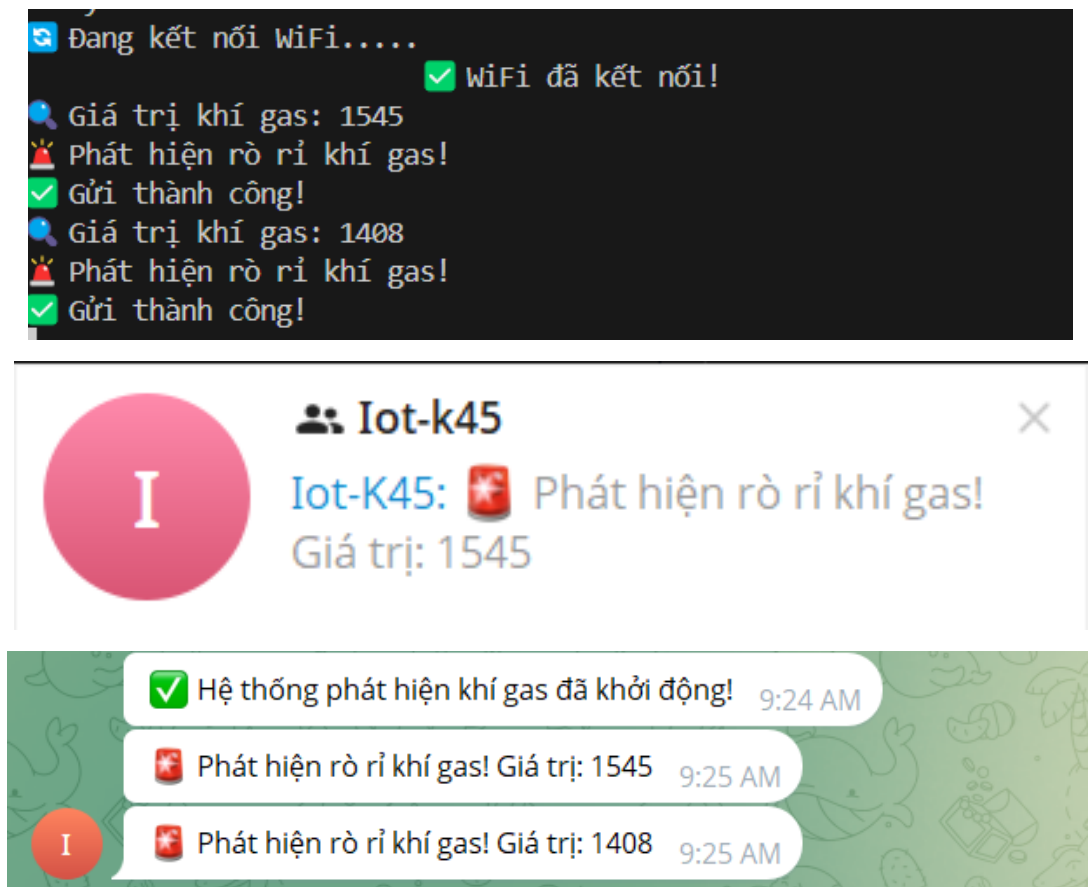 🔄 Đang kết nối WiFi.....
✅ WiFi đã kết nối!
🔍 Giá trị khí gas: 1545
🚨 Phát hiện rò rỉ khí gas!
✅ Gửi thành công!
🔍 Giá trị khí gas: 1408
🚨 Phát hiện rò rỉ khí gas!
✅ Gửi thành công!
I
Iot-k45
Iot-K45: 🚨 Phát hiện rò rỉ khí gas!
Giá trị: 1545
✅ Hệ thống phát hiện khí gas đã khởi động! 9:24 AM
🚨 Phát hiện rò rỉ khí gas! Giá trị: 1545 9:25 AM
I
🚨 Phát hiện rò rỉ khí gas! Giá trị: 1408 9:25 AM